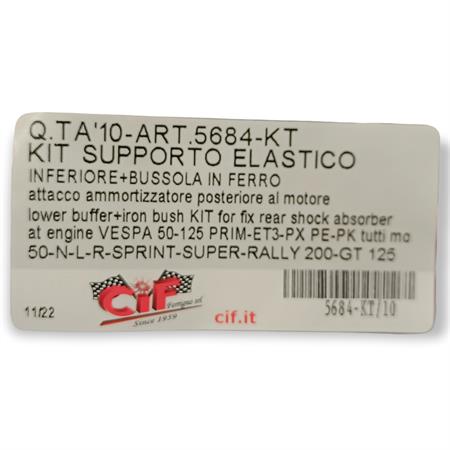 Q.TA'10-ART.5684-KT
KIT SUPPORTO ELASTICO
INFERIORE+BUSSOLA IN FERRO
attacco ammortizzatore posteriore al motore
lower buffer+iron bush KIT for fix rear shock absorber
at engine VESPA 50-125 PRIM-ET3-PX PE-PK tutti mo
50-N-L-R-SPRINT-SUPER-RALLY 200-GT 125
CiF
Ferrigno srl
Since 1959
11/22
cif.it
5684-KT/10